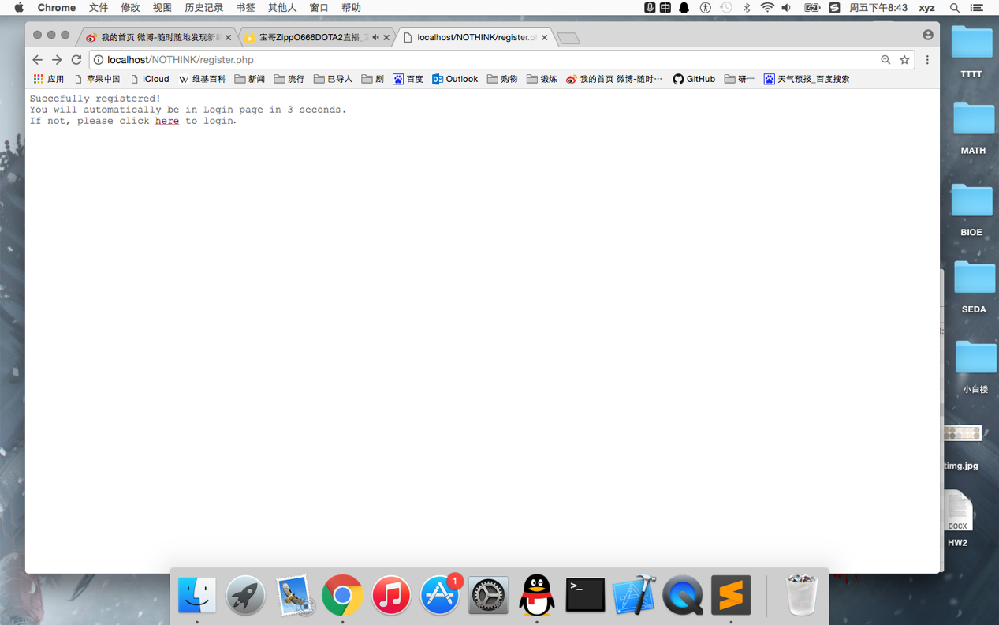 Chrome 文件 修改 视图 历史记录 书签 其他人 窗口 帮助 中 S 周五下午8:43 xyz
我的首页 微博-随时随地发现新 宝哥ZippO666DOTA2直播_ localhost/NOTHINK/register.p
localhost/NOTHINK/register.php
应用 苹果中国 iCloud W 维基百科 新闻 流行 已导入 剧 百度 Outlook 购物 锻炼 我的首页 微博-随时… GitHub 研一 天气预报_百度搜索
Succefully registered!
You will automatically be in Login page in 3 seconds.
If not, please click here to login.
TTTT
MATH
BIOE
SEDA
小白楼
timg.jpg
DOCX
HW2
1
>_